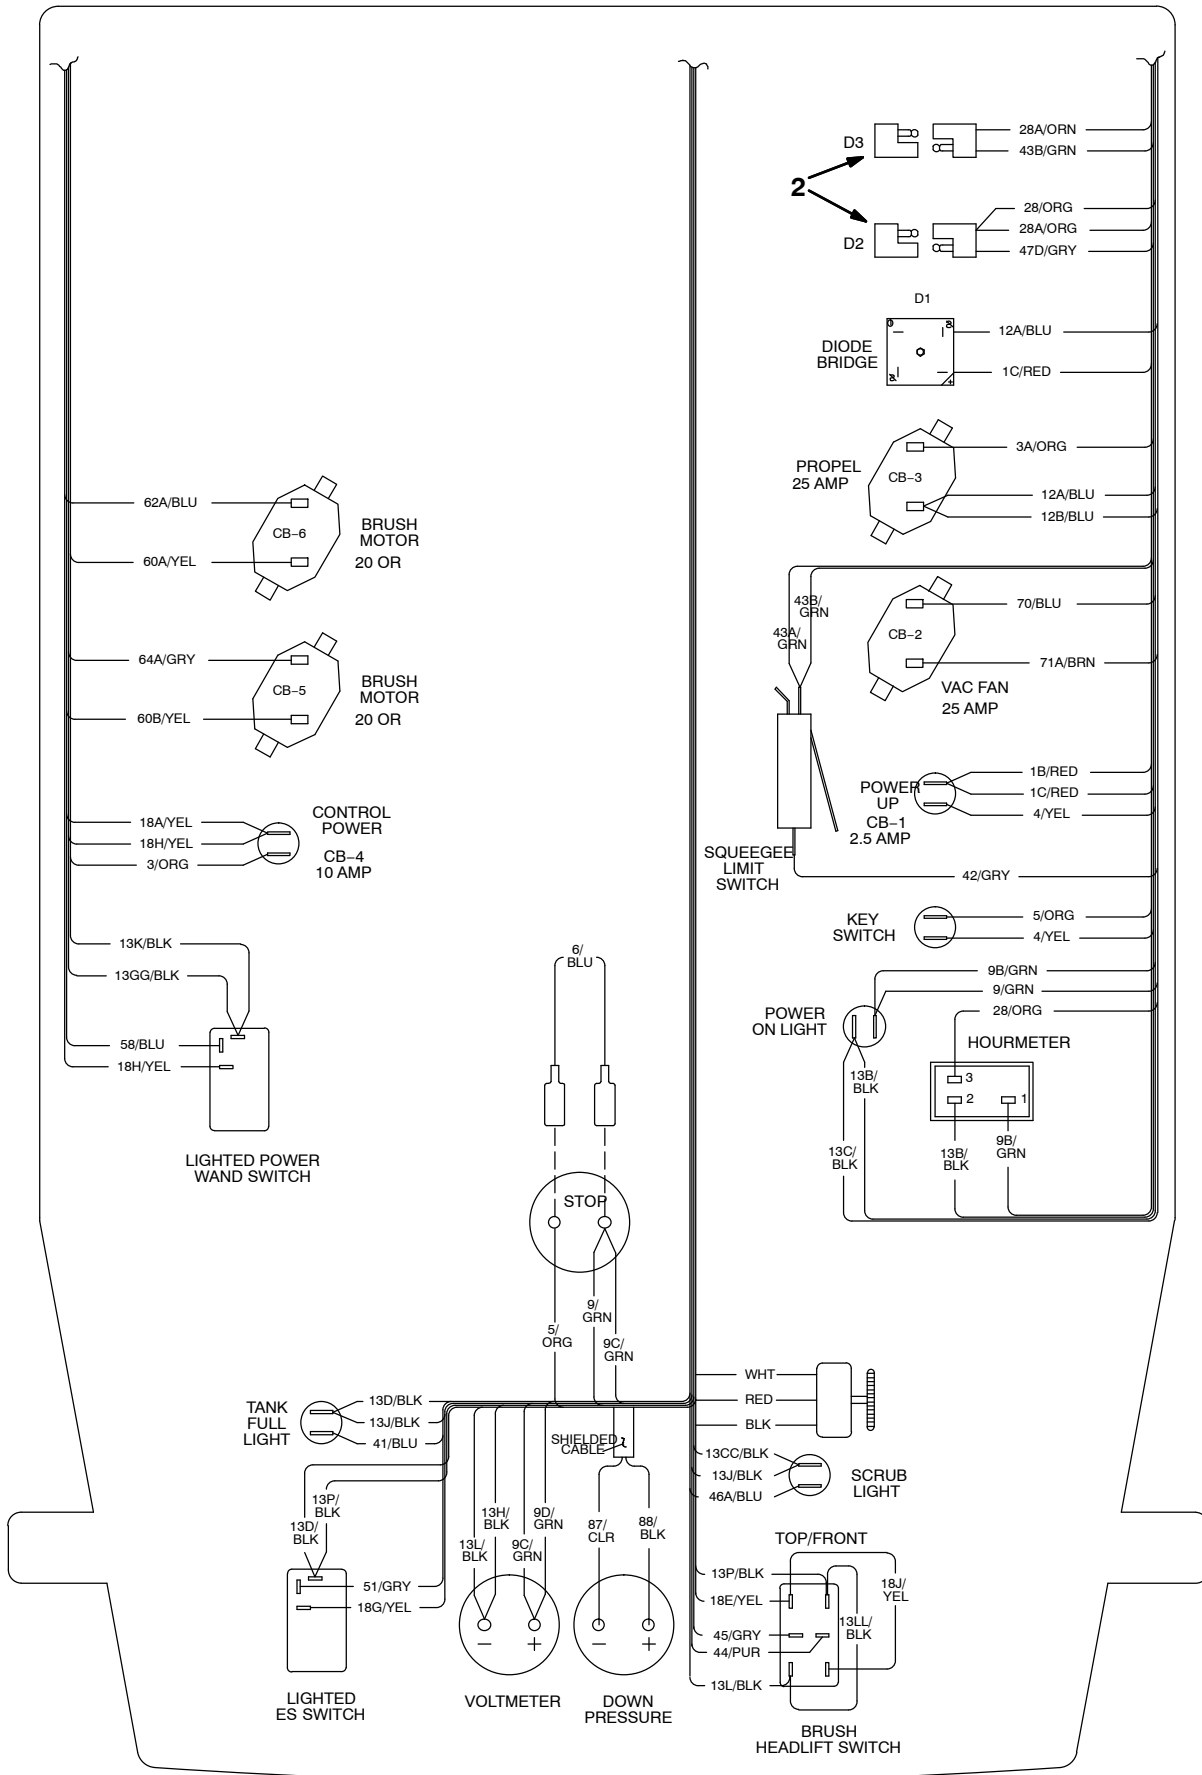 28A/ORN
D3
43B/GRN
2
28/ORG
28A/ORG
D2
47D/GRY
D1
12A/BLU
DIODE
BRIDGE
1C/RED
3A/ORG
PROPEL
25 AMP
CB-3
12A/BLU
12B/BLU
62A/BLU
CB-6
BRUSH
MOTOR
60A/YEL
20 OR
43B/
GRN
70/BLU
43A/
GRN
CB-2
71A/BRN
VAC FAN
25 AMP
64A/GRY
CB-5
BRUSH
MOTOR
60B/YEL
20 OR
1B/RED
POWER
UP
1C/RED
CB-1
4/YEL
2.5 AMP
18A/YEL
CONTROL
POWER
18H/YEL
CB-4
3/ORG
10 AMP
SQUEEGEE
LIMIT
SWITCH
42/GRY
KEY
SWITCH
5/ORG
4/YEL
13K/BLK
13GG/BLK
6/
BLU
9B/GRN
9/GRN
POWER
ON LIGHT
28/ORG
HOURMETER
58/BLU
18H/YEL
13B/
BLK
3
2
1
LIGHTED POWER
WAND SWITCH
13C/
BLK
13B/
BLK
9B/
GRN
STOP
9/
GRN
5/
ORG
9C/
GRN
WHT
RED
BLK
TANK
FULL
LIGHT
13D/BLK
13J/BLK
41/BLU
SHIELDED
CABLE
13CC/BLK
13J/BLK
46A/BLU
SCRUB
LIGHT
13P/
BLK
13D/
BLK
13H/
BLK
9D/
GRN
13L/
BLK
9C/
GRN
87/
CLR
88/
BLK
TOP/FRONT
13P/BLK
18J/
YEL
18E/YEL
13LL/
BLK
45/GRY
44/PUR
13L/BLK
51/GRY
18G/YEL
−
+
−
+
LIGHTED
ES SWITCH
VOLTMETER
DOWN
PRESSURE
BRUSH
HEADLIFT SWITCH